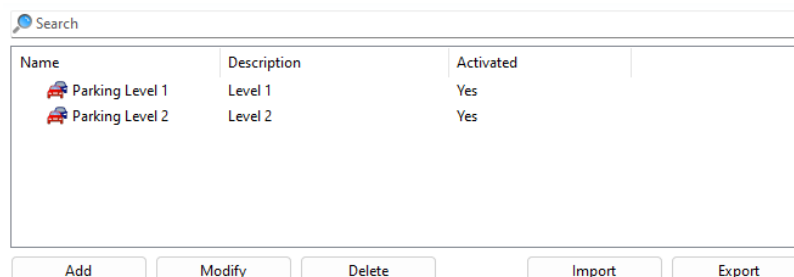 Search
Name Description Activated
Parking Level 1 Level 1 Yes
Parking Level 2 Level 2 Yes
Add Modify Delete Import Export